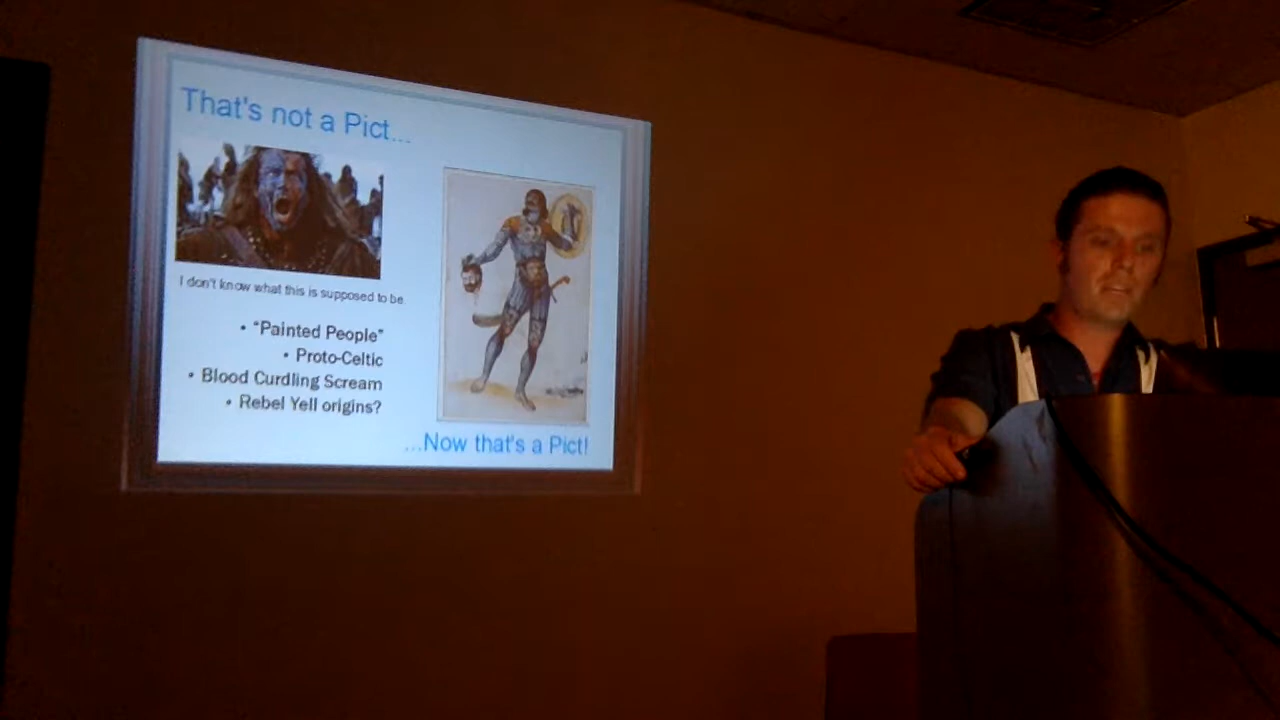 That's not a Pict...
I don't know what this is supposed to be
• "Painted People"
• Proto-Celtic
• Blood Curdling Scream
• Rebel Yell origins?
...Now that's a Pict!